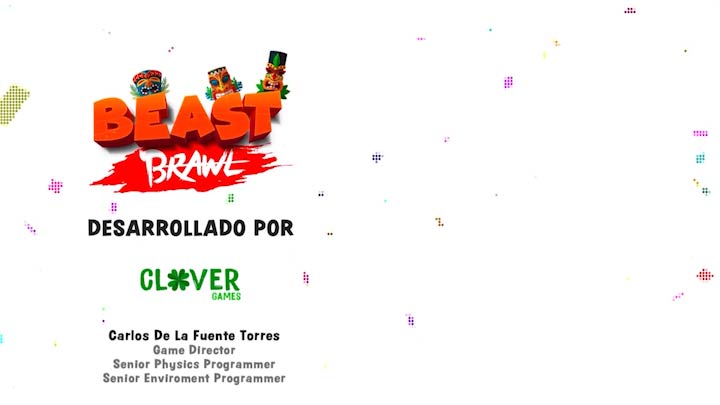 BEAST
BRAWL
DESARROLLADO POR
CLOVER
GAMES
Carlos De La Fuente Torres
Game Director
Senior Physics Programmer
Senior Enviroment Programmer